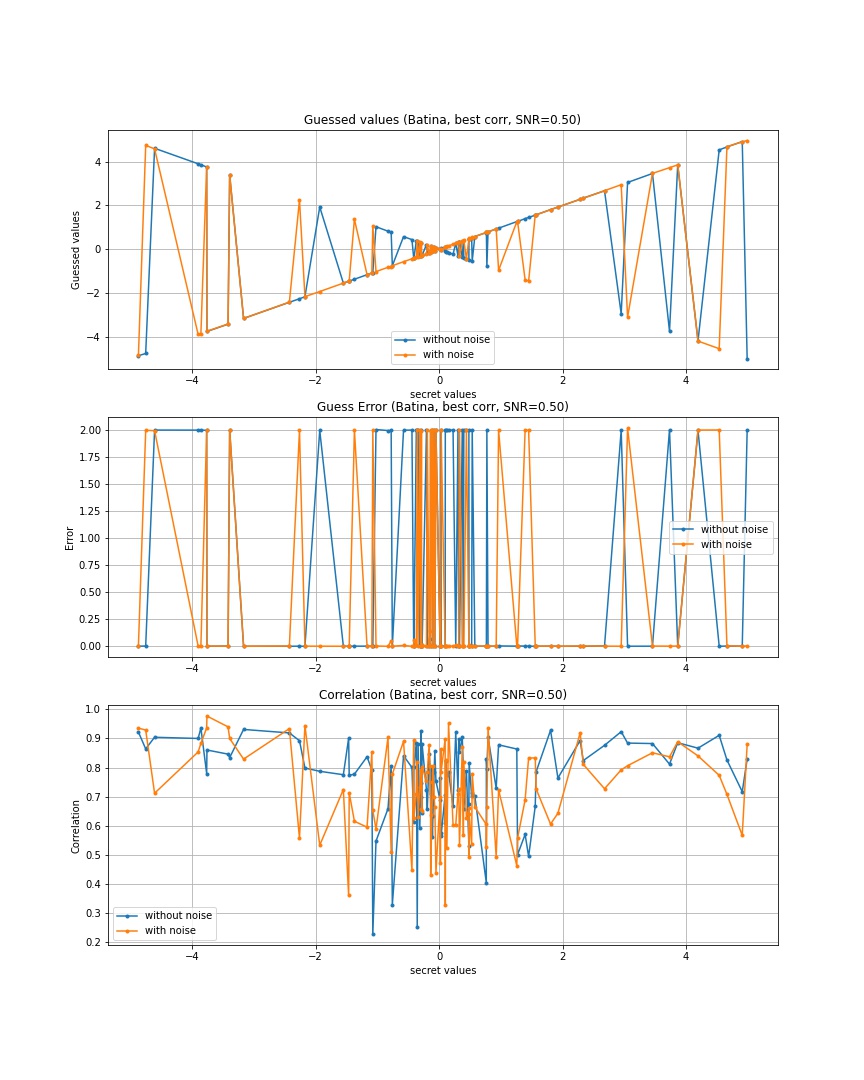 Guessed values (Batina, best corr, SNR=0.50)
4
2
0
−2
−4
Guessed values
without noise
with noise
−4 −2 0 2 4
secret values
Guess Error (Batina, best corr, SNR=0.50)
2.00
1.75
1.50
1.25
1.00
0.75
0.50
0.25
0.00
Error
without noise
with noise
−4 −2 0 2 4
secret values
Correlation (Batina, best corr, SNR=0.50)
1.0
0.9
0.8
0.7
0.6
0.5
0.4
0.3
0.2
Correlation
without noise
with noise
−4 −2 0 2 4
secret values